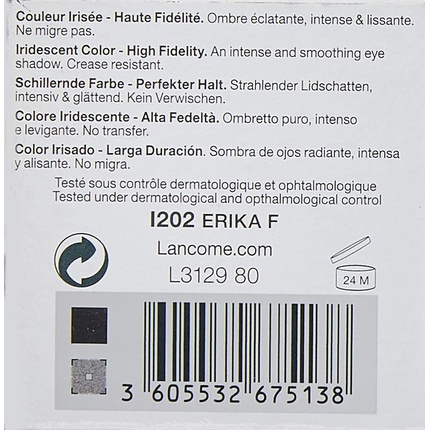 Couleur Irisée - Haute Fidélité. Ombre éclatante, intense & lissante.
Ne migre pas.
Iridescent Color - High Fidelity. An intense and smoothing eye
shadow. Crease resistant.
Schillernde Farbe - Perfekter Halt. Strahlender Lidschatten,
intensiv & glättend. Kein Verwischen.
Colore Iridescente - Alta Fedeltà. Ombretto puro, intenso
e levigante. No transfer.
Color Irisado - Larga Duración. Sombra de ojos radiante, intensa
y alisante. No migra.
Testé sous contrôle dermatologique et ophtalmologique
Tested under dermatological and opthalmological control
I202 ERIKA F
Lancome.com
L3129 80
24 M
3 605532 675138